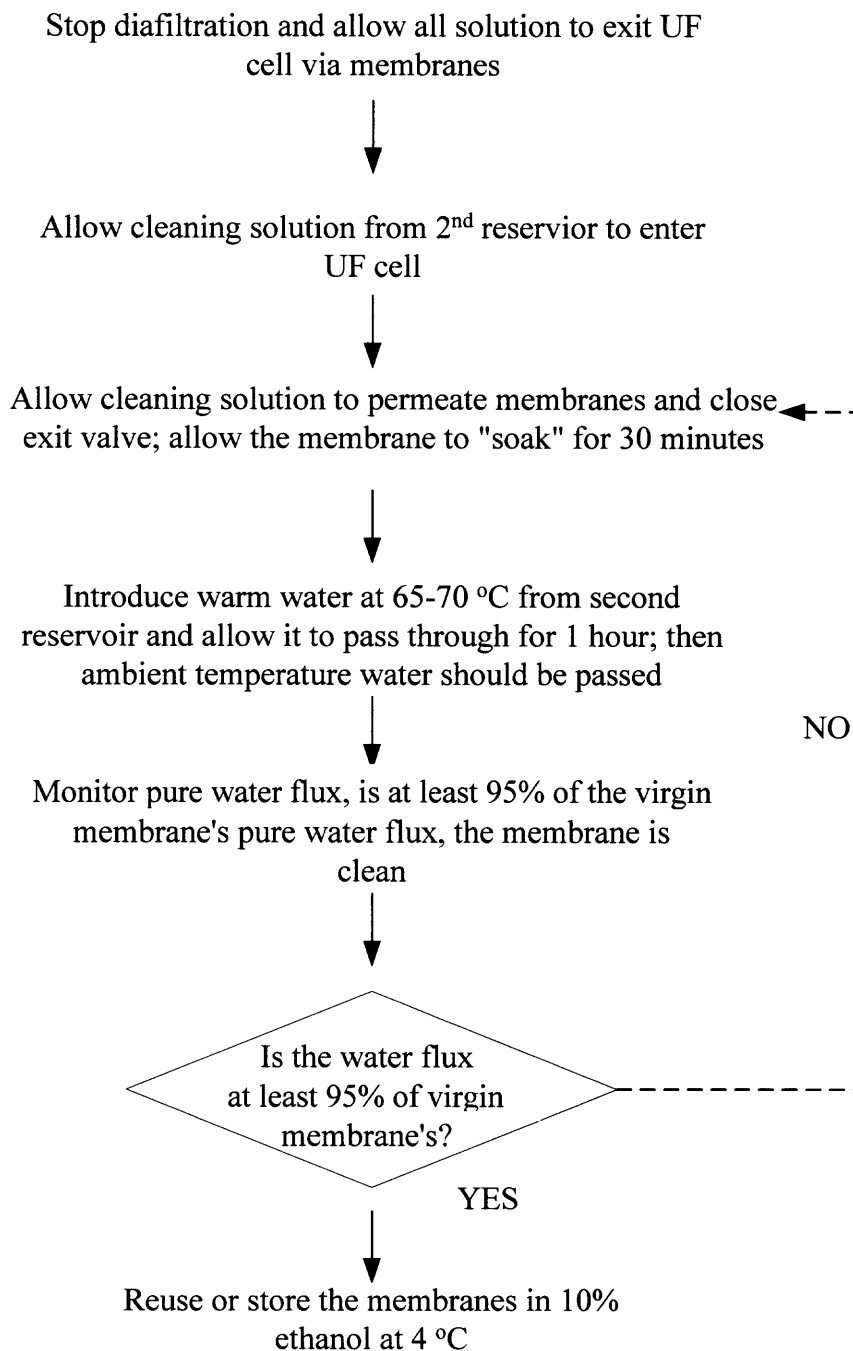 Stop diafiltration and allow all solution to exit UF
cell via membranes
Allow cleaning solution from 2nd reservior to enter
UF cell
Allow cleaning solution to permeate membranes and close
exit valve; allow the membrane to "soak" for 30 minutes
Introduce warm water at 65-70 °C from second
reservoir and allow it to pass through for 1 hour; then
ambient temperature water should be passed
NO
Monitor pure water flux, is at least 95% of the virgin
membrane's pure water flux, the membrane is
clean
Is the water flux
at least 95% of virgin
membrane's?
YES
Reuse or store the membranes in 10%
ethanol at 4 °C